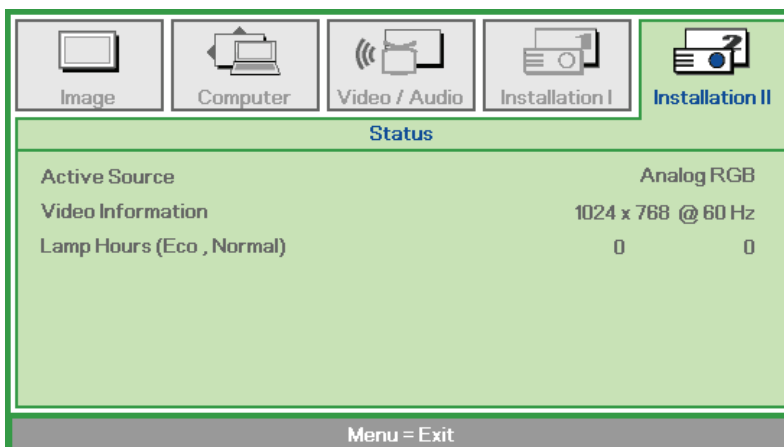 Image
Computer
Video / Audio
Installation I
Installation II
Status
Active Source Analog RGB
Video Information 1024 x 768 @ 60 Hz
Lamp Hours (Eco , Normal) 0 0
Menu = Exit